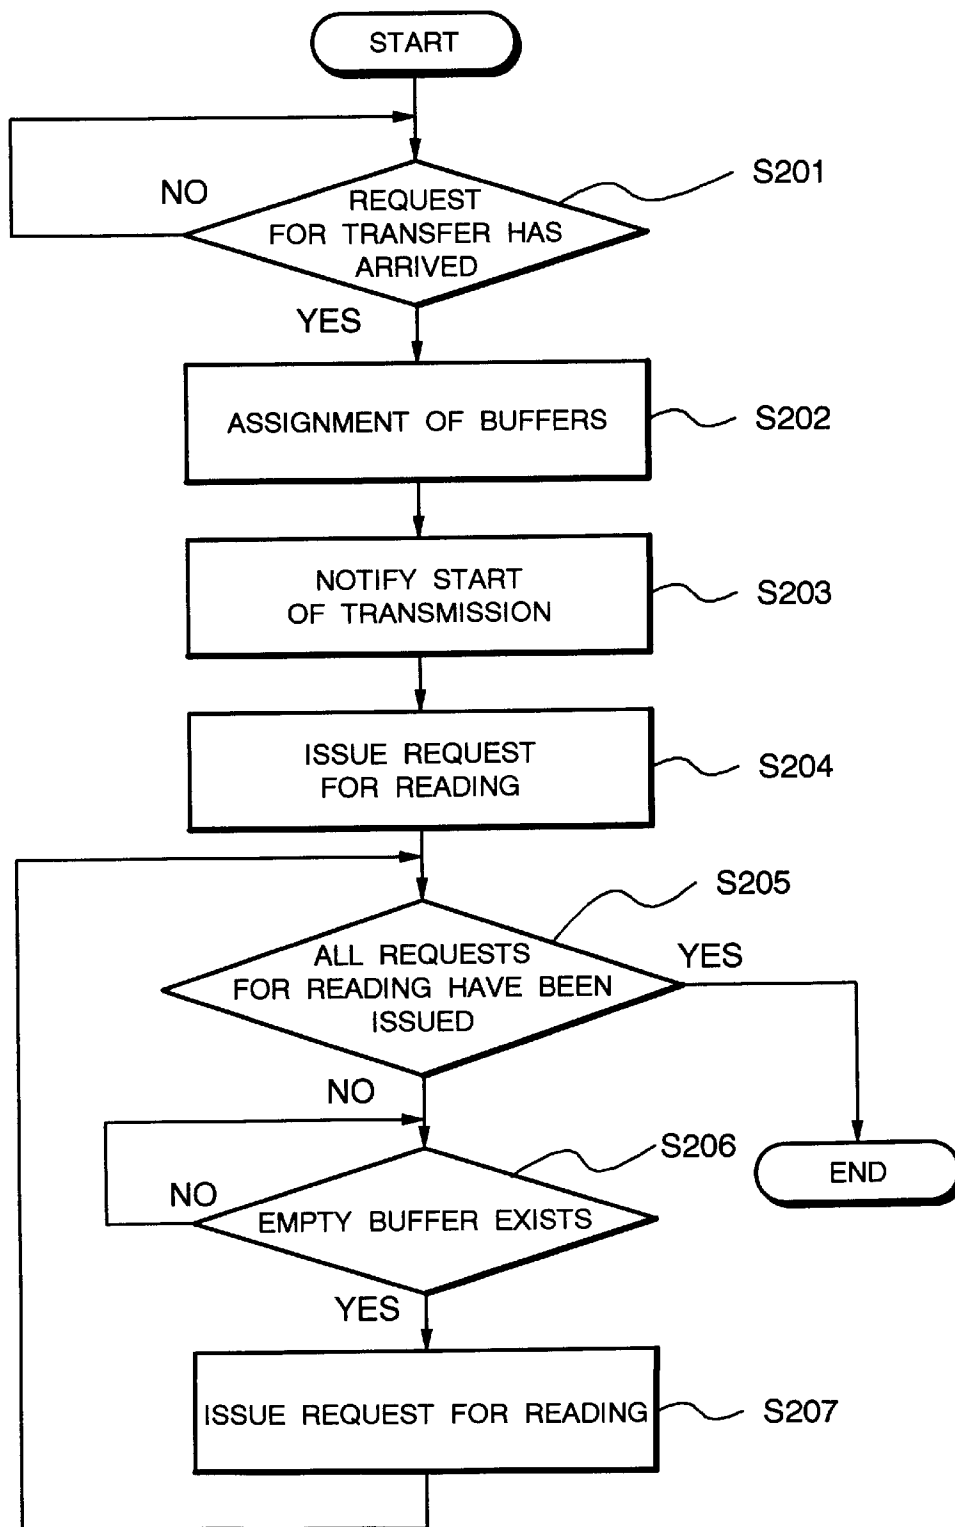 START
NO
S201
REQUEST
FOR TRANSFER HAS
ARRIVED
YES
ASSIGNMENT OF BUFFERS
S202
NOTIFY START
OF TRANSMISSION
S203
ISSUE REQUEST
FOR READING
S204
S205
ALL REQUESTS
FOR READING HAVE BEEN
ISSUED
YES
NO
S206
NO
EMPTY BUFFER EXISTS
END
YES
ISSUE REQUEST FOR READING
S207